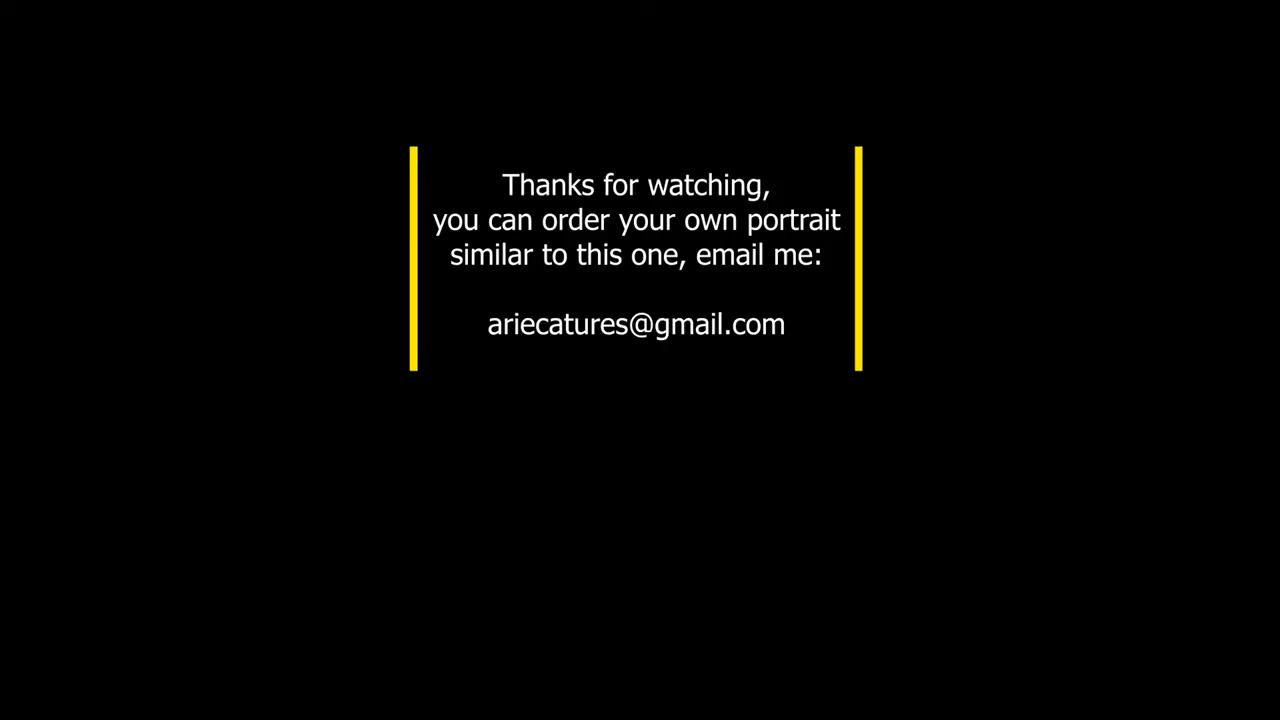 Thanks for watching,
you can order your own portrait
similar to this one, email me:
ariecatures@gmail.com